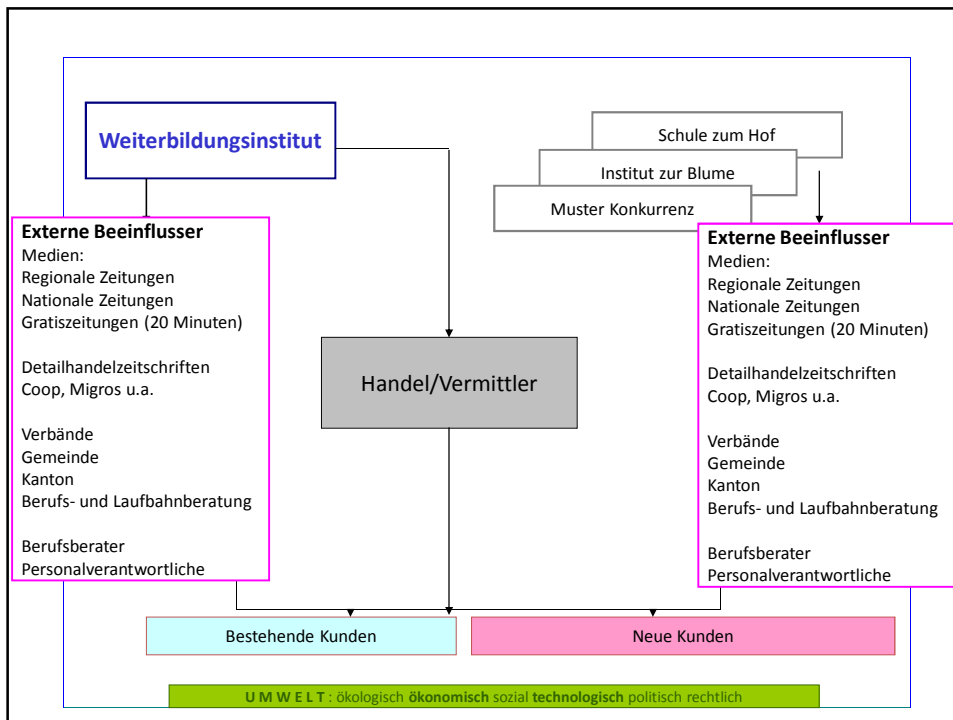 Weiterbildungsinstitut
Schule zum Hof
Institut zur Blume
Muster Konkurrenz
Externe Beeinflusser
Medien:
Regionale Zeitungen
Nationale Zeitungen
Gratiszeitungen (20 Minuten)
Detailhandelzeitschriften
Coop, Migros u.a.
Verbände
Gemeinde
Kanton
Berufs- und Laufbahnberatung
Berufsberater
Personalverantwortliche
Handel/Vermittler
Externe Beeinflusser
Medien:
Regionale Zeitungen
Nationale Zeitungen
Gratiszeitungen (20 Minuten)
Detailhandelzeitschriften
Coop, Migros u.a.
Verbände
Gemeinde
Kanton
Berufs- und Laufbahnberatung
Berufsberater
Personalverantwortliche
Bestehende Kunden
Neue Kunden
U M W E L T : ökologisch ökonomisch sozial technologisch politisch rechtlich